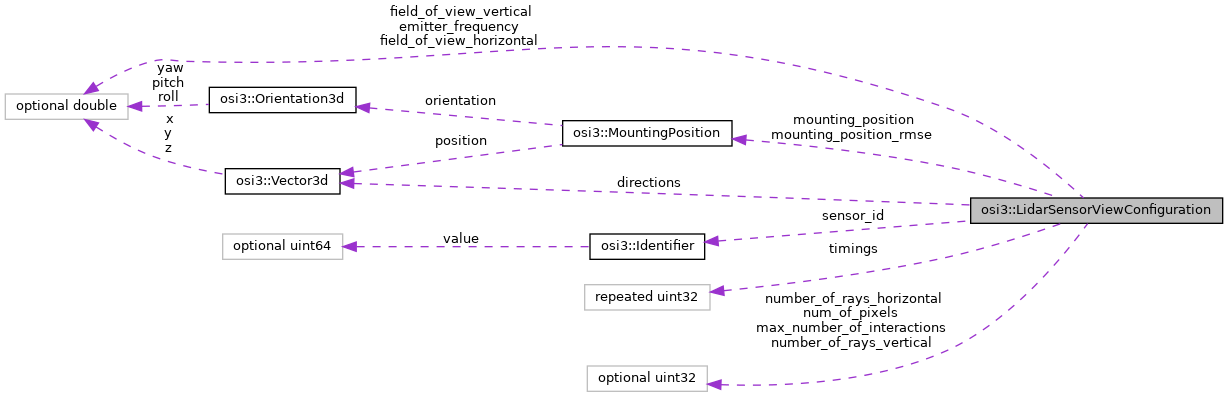 field_of_view_vertical
emitter_frequency
field_of_view_horizontal
yaw
pitch
roll
optional double
osi3::Orientation3d
orientation
x
y
z
osi3::MountingPosition
mounting_position
mounting_position_rmse
position
osi3::Vector3d
directions
osi3::LidarSensorViewConfiguration
sensor_id
optional uint64
value
osi3::Identifier
timings
repeated uint32
number_of_rays_horizontal
num_of_pixels
max_number_of_interactions
number_of_rays_vertical
optional uint32